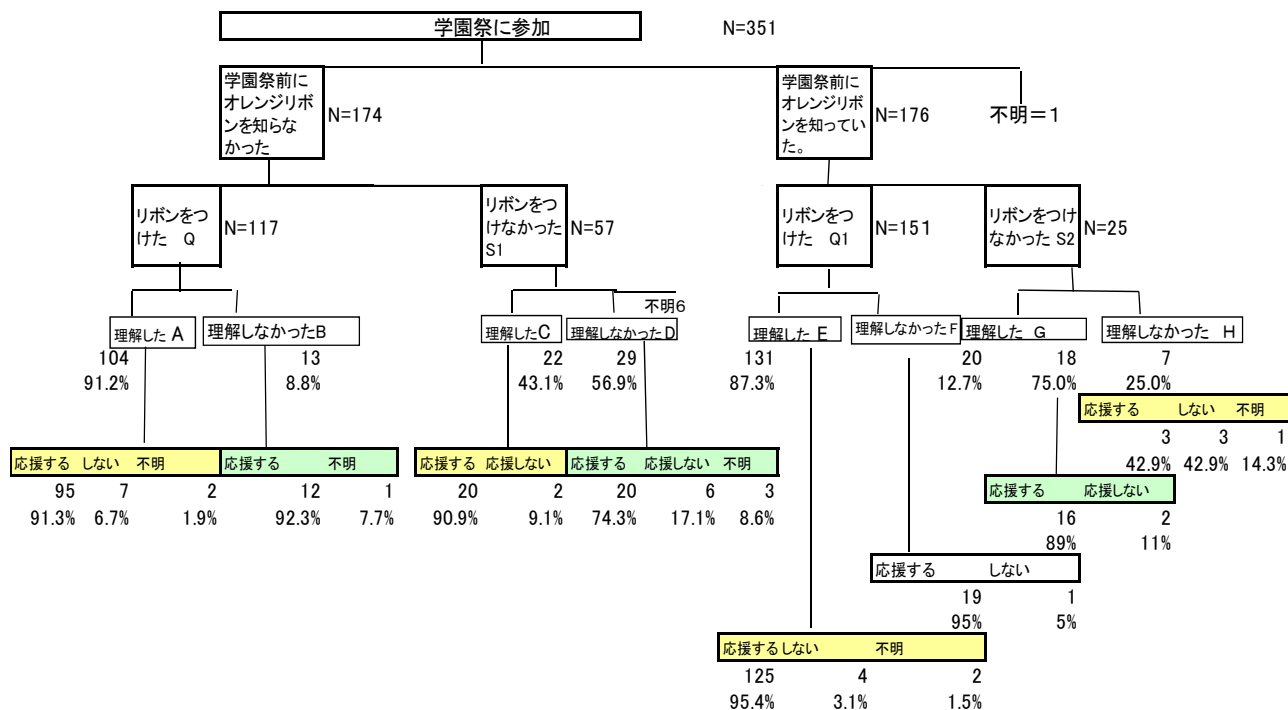 学園祭に参加 N=351
学園祭前に
オレンジリボ
ンを知らな
かった
N=174
学園祭前に
オレンジリボ
ンを知ってい
た。
N=176
不明＝1
リボンをつ
けた Q
N=117
リボンをつ
けなかった
S1
N=57
リボンをつ
けた Q1
N=151
リボンをつけ
なかった S2
N=25
不明6
理解した A 理解しなかったB 理解したC 理解しなかったD 理解した E 理解しなかったF 理解した G 理解しなかった H
104 13 22 29 131 20 18 7
91.2% 8.8% 43.1% 56.9% 87.3% 12.7% 75.0% 25.0%
応援する しない 不明
3 3 1
42.9% 42.9% 14.3%
応援する しない 不明 応援する 不明 応援する 応援しない 応援する 応援しない 不明
95 7 2 12 1 20 2 20 6 3
91.3% 6.7% 1.9% 92.3% 7.7% 90.9% 9.1% 74.3% 17.1% 8.6%
応援する 応援しない
16 2
89% 11%
応援する しない
19 1
95% 5%
応援する しない 不明
125 4 2
95.4% 3.1% 1.5%